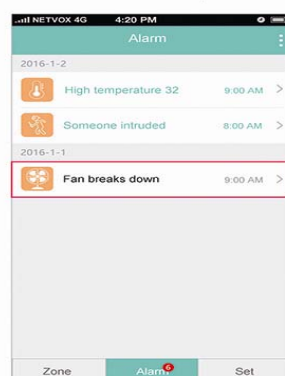 NETVOX 4G 4:20 PM
Alarm
2016-1-2
High temperature 32 9:00 AM
Someone intruded 8:00 AM
2016-1-1
Fan breaks down 9:00 AM
Zone Alarm 6 Set